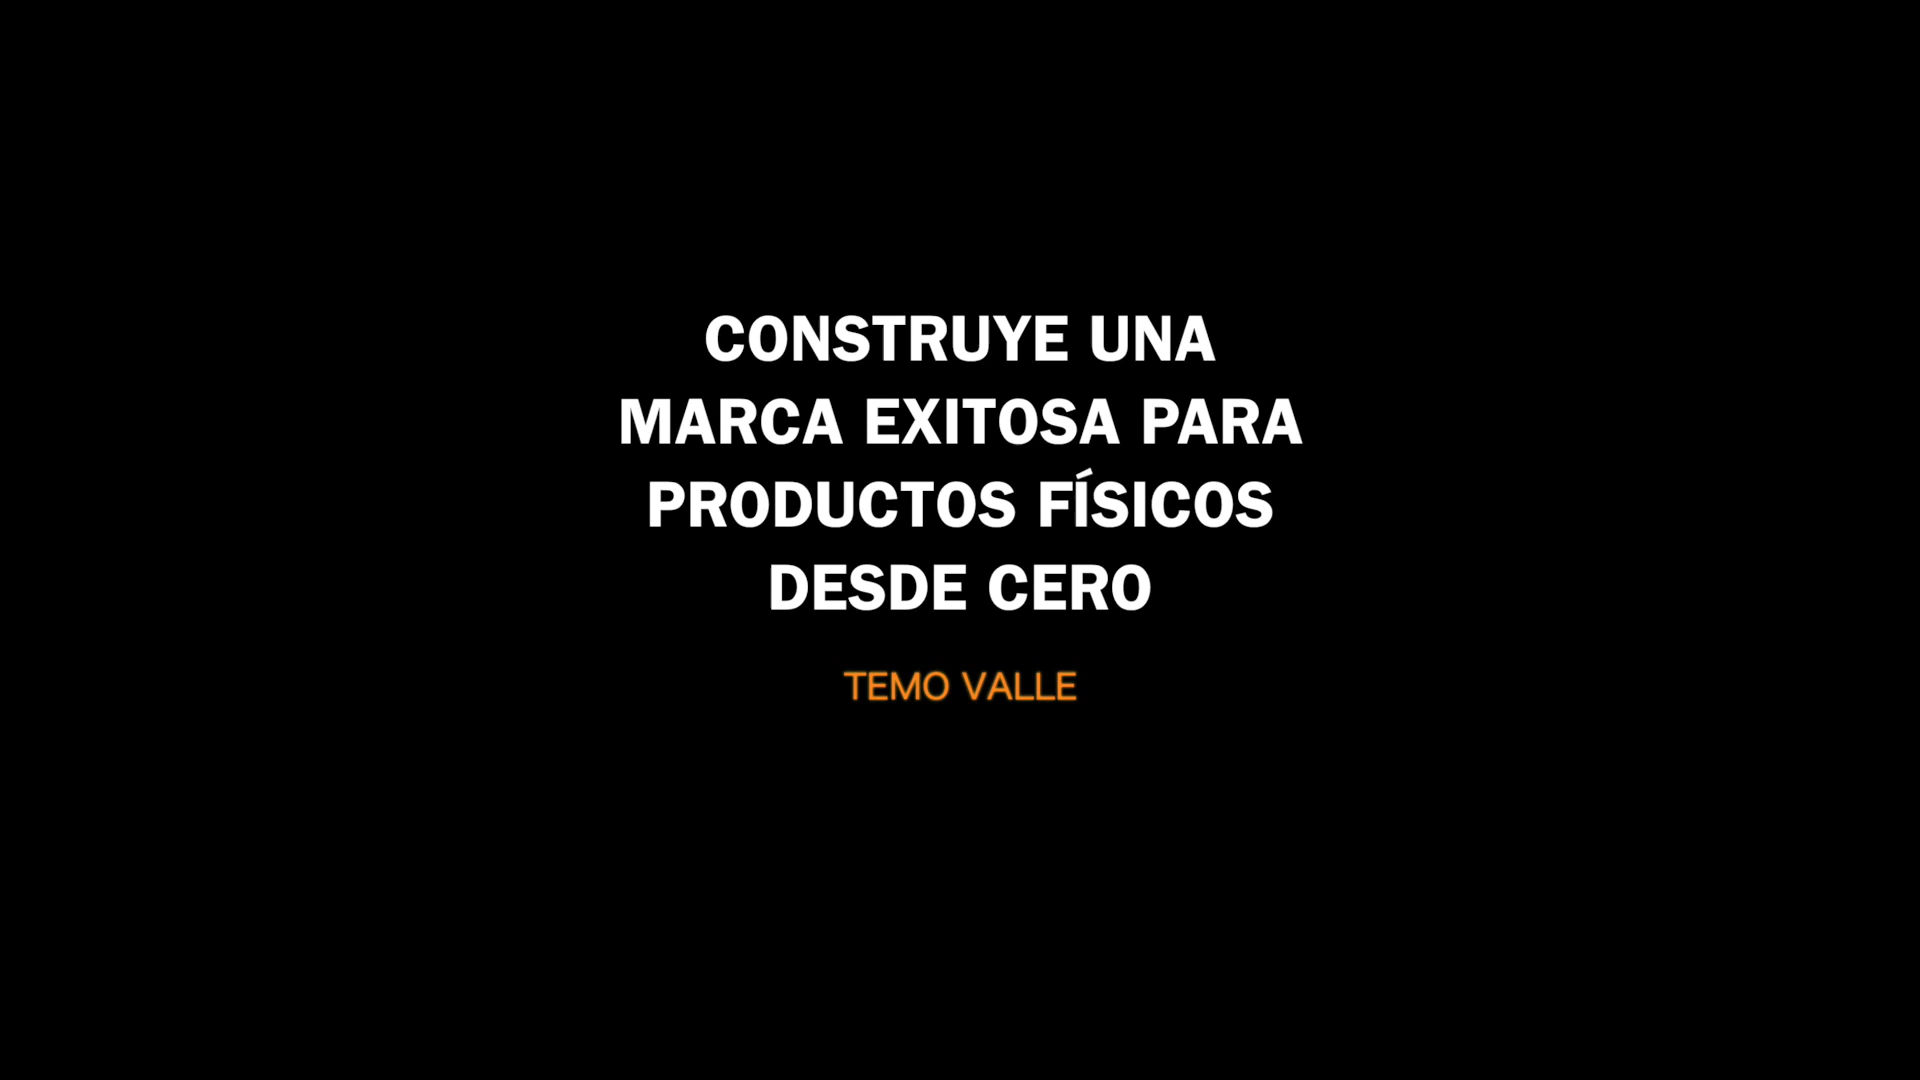 CONSTRUYE UNA
MARCA EXITOSA PARA
PRODUCTOS FÍSICOS
DESDE CERO
TEMO VALLE